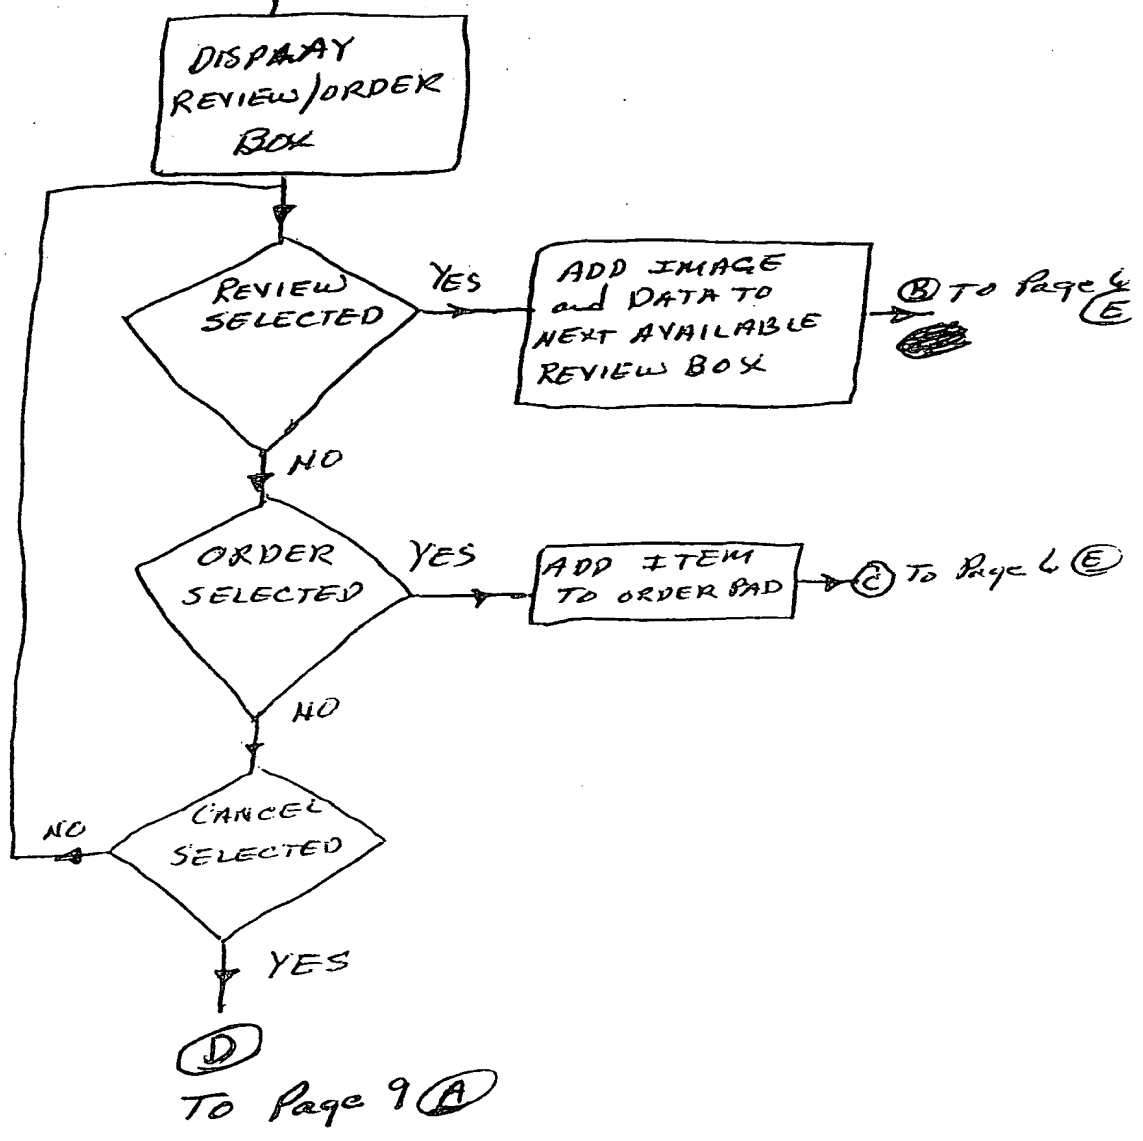 DISPALAY
REVIEW/ORDER
BOX
REVIEW
SELECTED
YES
ADD IMAGE
and DATA TO
NEXT AVAILABLE
REVIEW BOX
B TO Page 6
E
NO
ORDER
SELECTED
YES
ADD ITEM
TO ORDER PAD
C To Page 6 E
NO
CANCEL
SELECTED
NO
YES
D
To Page 9 A